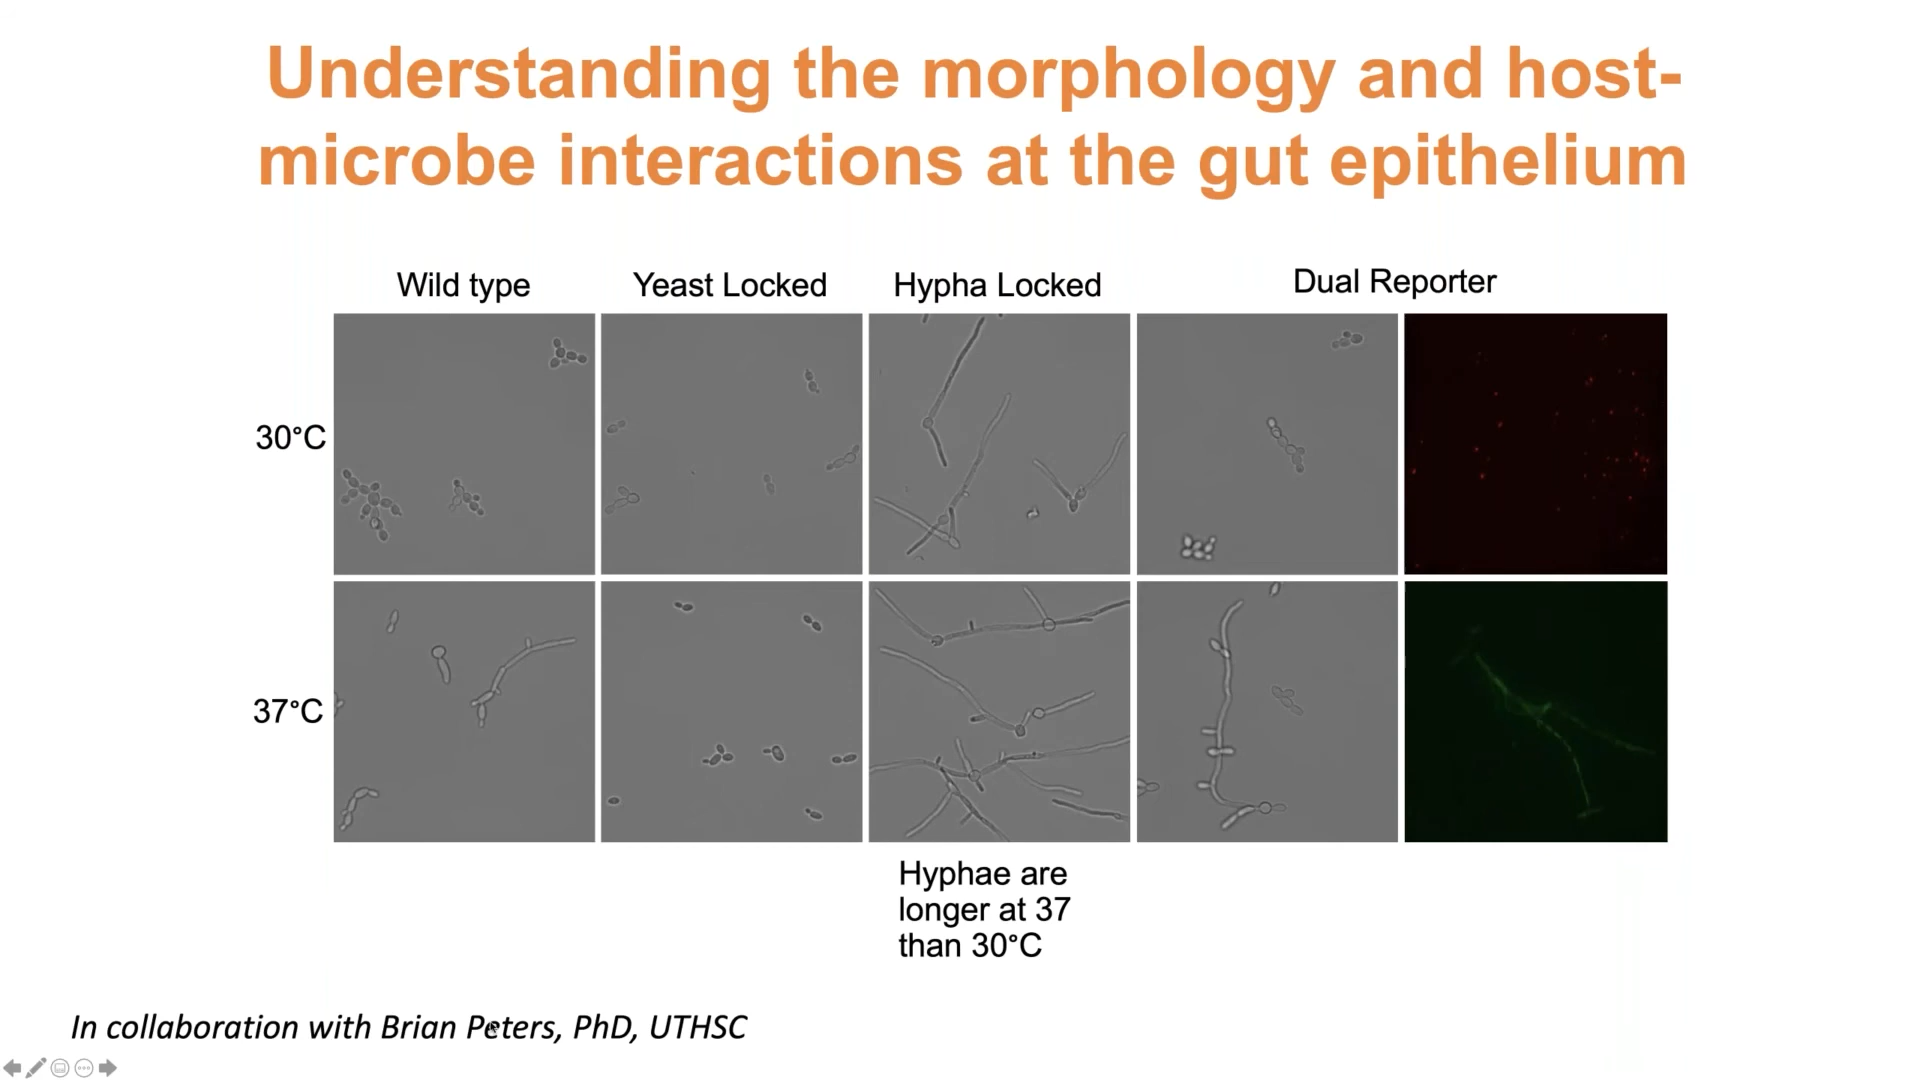 Understanding the morphology and host-
microbe interactions at the gut epithelium
Wild type
Yeast Locked
Hypha Locked
Dual Reporter
30°C
37°C
Hyphae are
longer at 37
than 30°C
In collaboration with Brian Peters, PhD, UTHSC